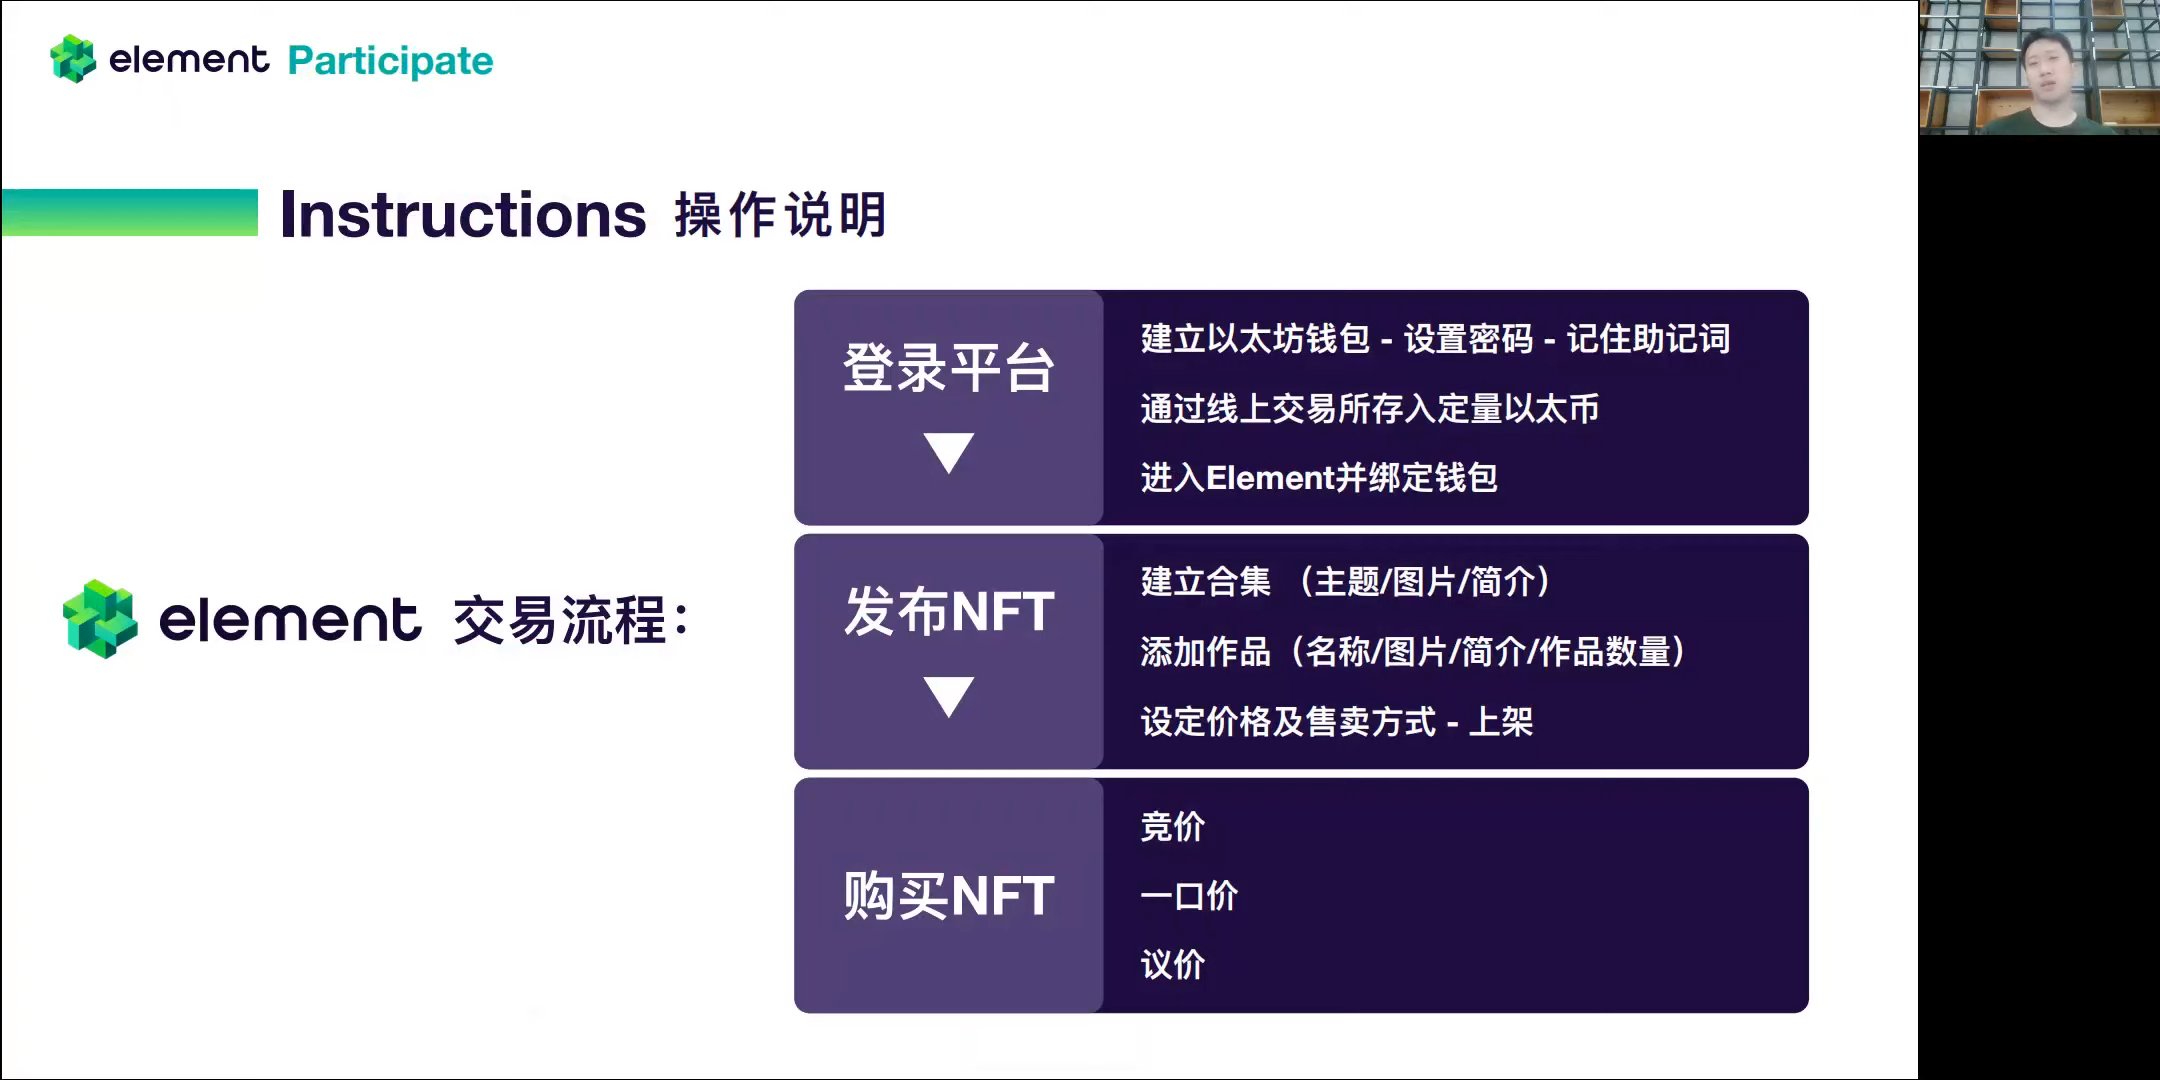 element Participate
Instructions 操作说明
element 交易流程：
登录平台
建立以太坊钱包 - 设置密码 - 记住助记词
通过线上交易所存入定量以太币
进入Element并绑定钱包
发布NFT
建立合集 （主题/图片/简介）
添加作品（名称/图片/简介/作品数量）
设定价格及售卖方式 - 上架
购买NFT
竞价
一口价
议价